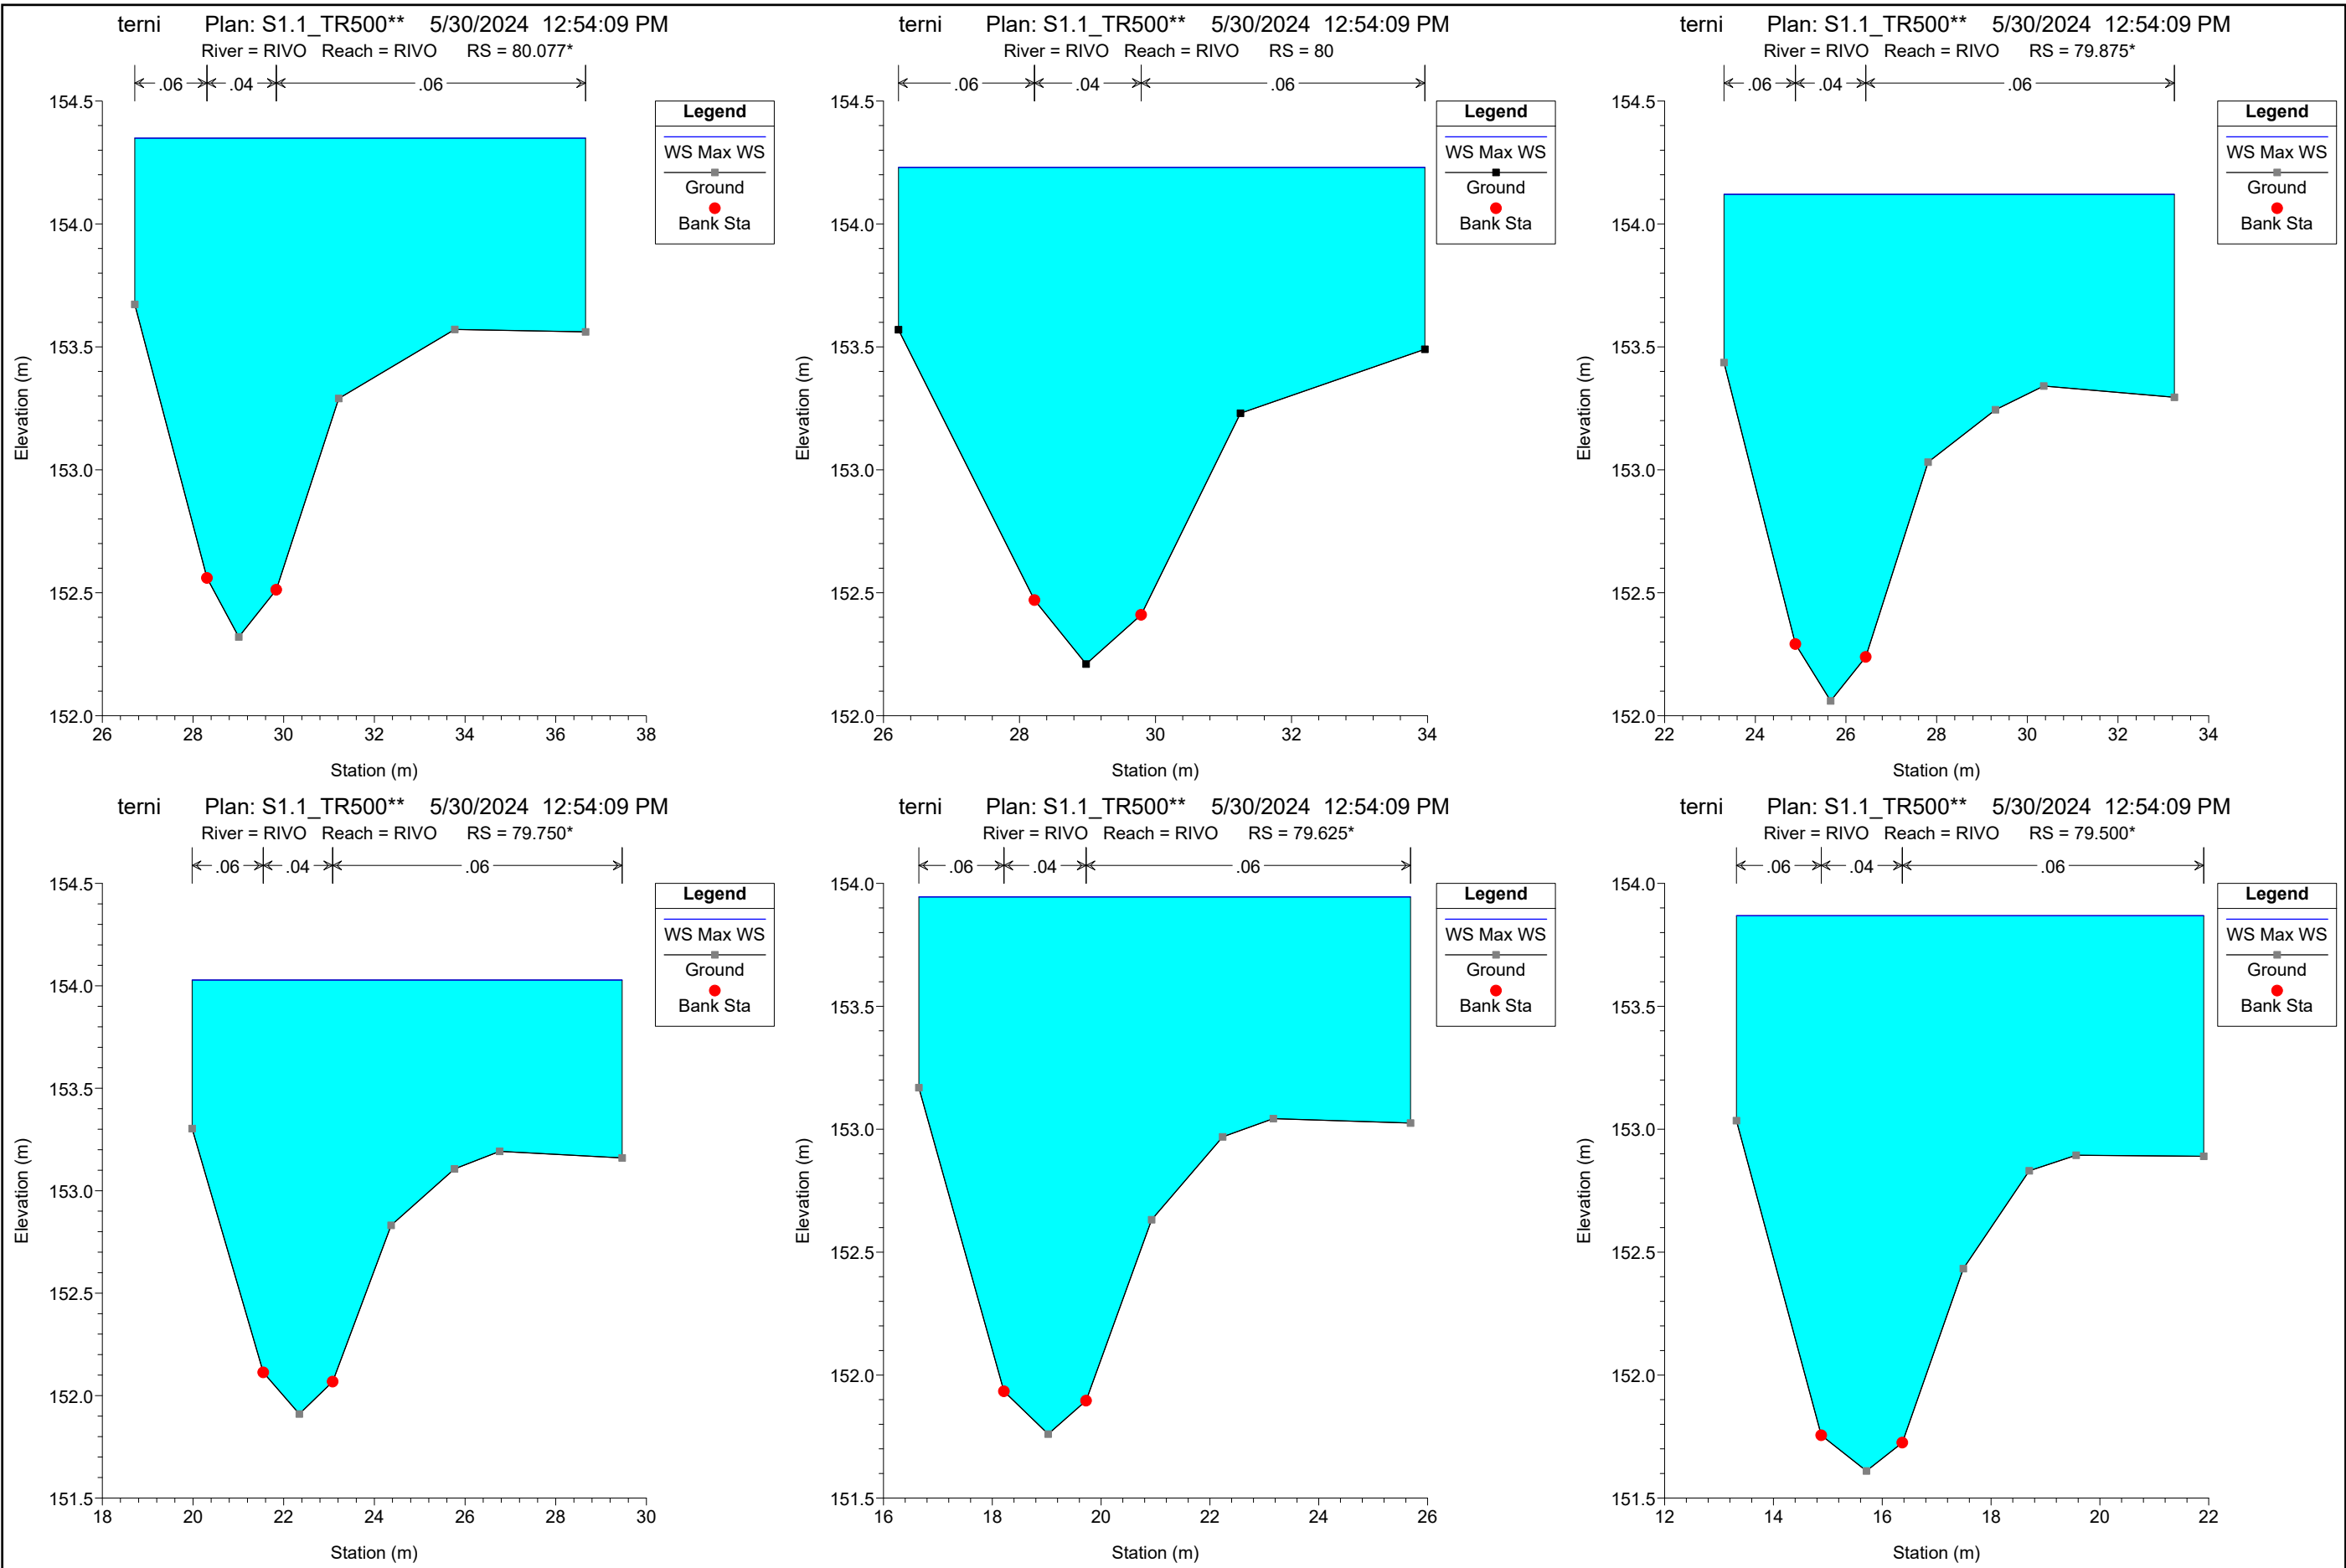 terni Plan: S1.1_TR500** 5/30/2024 12:54:09 PM
River = RIVO Reach = RIVO RS = 80.077*
.06 .04 .06
154.5
154.0
153.5
153.0
152.5
152.0
26 28 30 32 34 36 38
Station (m)
Elevation (m)
Legend
WS Max WS
Ground
Bank Sta
terni Plan: S1.1_TR500** 5/30/2024 12:54:09 PM
River = RIVO Reach = RIVO RS = 80
.06 .04 .06
154.5
154.0
153.5
153.0
152.5
152.0
26 28 30 32 34
Station (m)
Elevation (m)
Legend
WS Max WS
Ground
Bank Sta
terni Plan: S1.1_TR500** 5/30/2024 12:54:09 PM
River = RIVO Reach = RIVO RS = 79.875*
.06 .04 .06
154.5
154.0
153.5
153.0
152.5
152.0
22 24 26 28 30 32 34
Station (m)
Elevation (m)
Legend
WS Max WS
Ground
Bank Sta
terni Plan: S1.1_TR500** 5/30/2024 12:54:09 PM
River = RIVO Reach = RIVO RS = 79.750*
.06 .04 .06
154.5
154.0
153.5
153.0
152.5
152.0
151.5
18 20 22 24 26 28 30
Station (m)
Elevation (m)
Legend
WS Max WS
Ground
Bank Sta
terni Plan: S1.1_TR500** 5/30/2024 12:54:09 PM
River = RIVO Reach = RIVO RS = 79.625*
.06 .04 .06
154.0
153.5
153.0
152.5
152.0
151.5
16 18 20 22 24 26
Station (m)
Elevation (m)
Legend
WS Max WS
Ground
Bank Sta
terni Plan: S1.1_TR500** 5/30/2024 12:54:09 PM
River = RIVO Reach = RIVO RS = 79.500*
.06 .04 .06
154.0
153.5
153.0
152.5
152.0
151.5
12 14 16 18 20 22
Station (m)
Elevation (m)
Legend
WS Max WS
Ground
Bank Sta